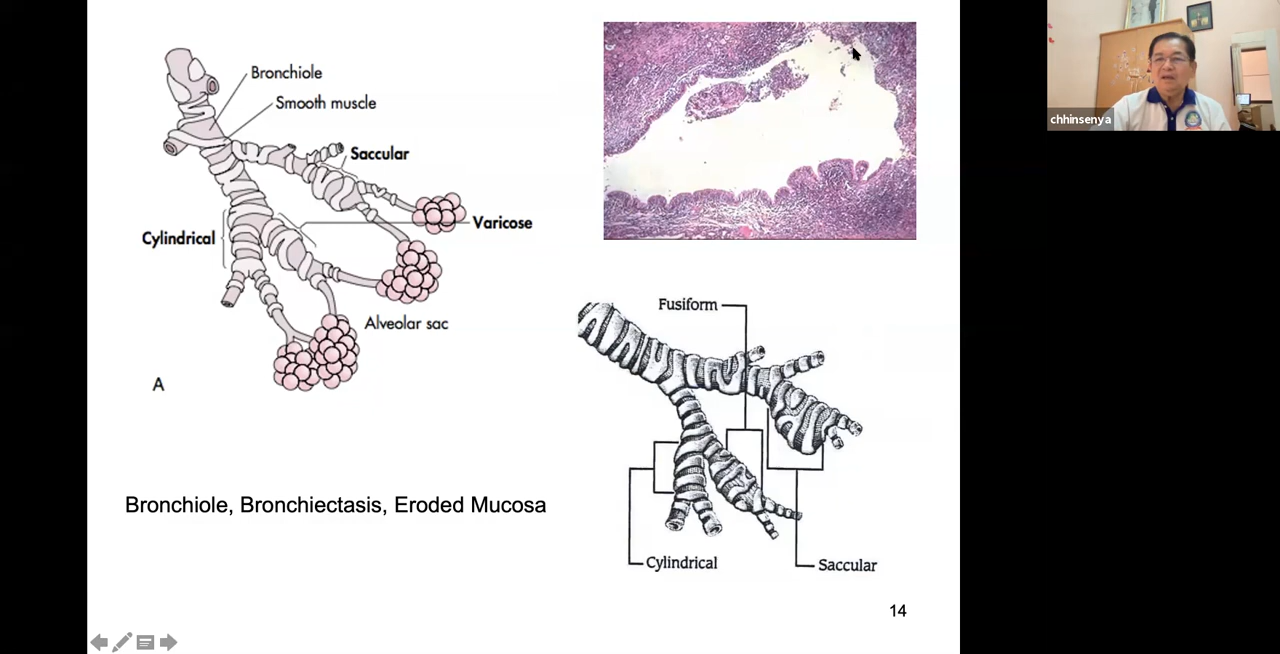 Bronchiole
Smooth muscle
Saccular
Varicose
Cylindrical
Alveolar sac
A
Bronchiole, Bronchiectasis, Eroded Mucosa
Fusiform
Cylindrical
Saccular
14
chhinsenya